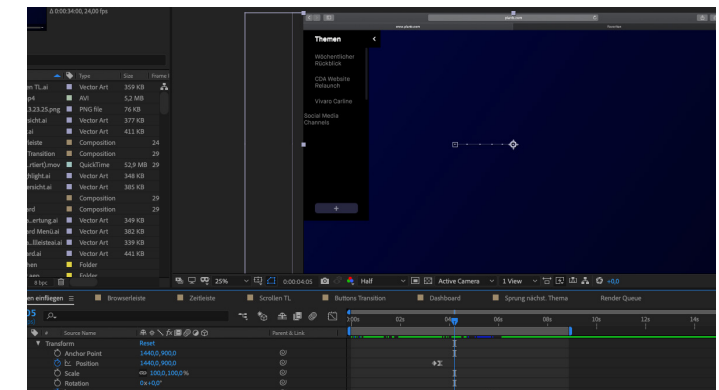 Δ 0:00:34:00, 24,00 fps
plankt.com
Themen
Wöchentlicher
Rückblick
CDA Website
Relaunch
Vivaro Carline
Social Media
Channels
+
Type Size Frame
en TL.ai Vector Art 359 KB
p4 AVI 5,2 MB
3.23.25.png PNG file 76 KB
sicht.ai Vector Art 377 KB
.ai Vector Art 411 KB
leiste Composition 24
Transition Composition 29
..rtiert).mov QuickTime 52,9 MB 29
hlight.ai Vector Art 348 KB
ersicht.ai Vector Art 385 KB
Composition 29
rd Composition 29
..ertung.ai Vector Art 349 KB
ard Menü.ai Vector Art 382 KB
Vector Art 339 KB
rd.ai Vector Art 441 KB
hen Folder
Folder
8 bpc
25% 0:00:04:05 Half Active Camera 1 View +0,0
en einfliegen Browserleiste Zeitleiste Scrollen TL Buttons Transition Dashboard Sprung nächst. Thema Render Queue
05
# Source Name Parent & Link
02s 04s 06s 08s 10s 12s 14s
Transform Reset
Anchor Point 1440,0,900,0
Position 1440,0,900,0
Scale 100,0,100,0%
Rotation 0x+0,0°